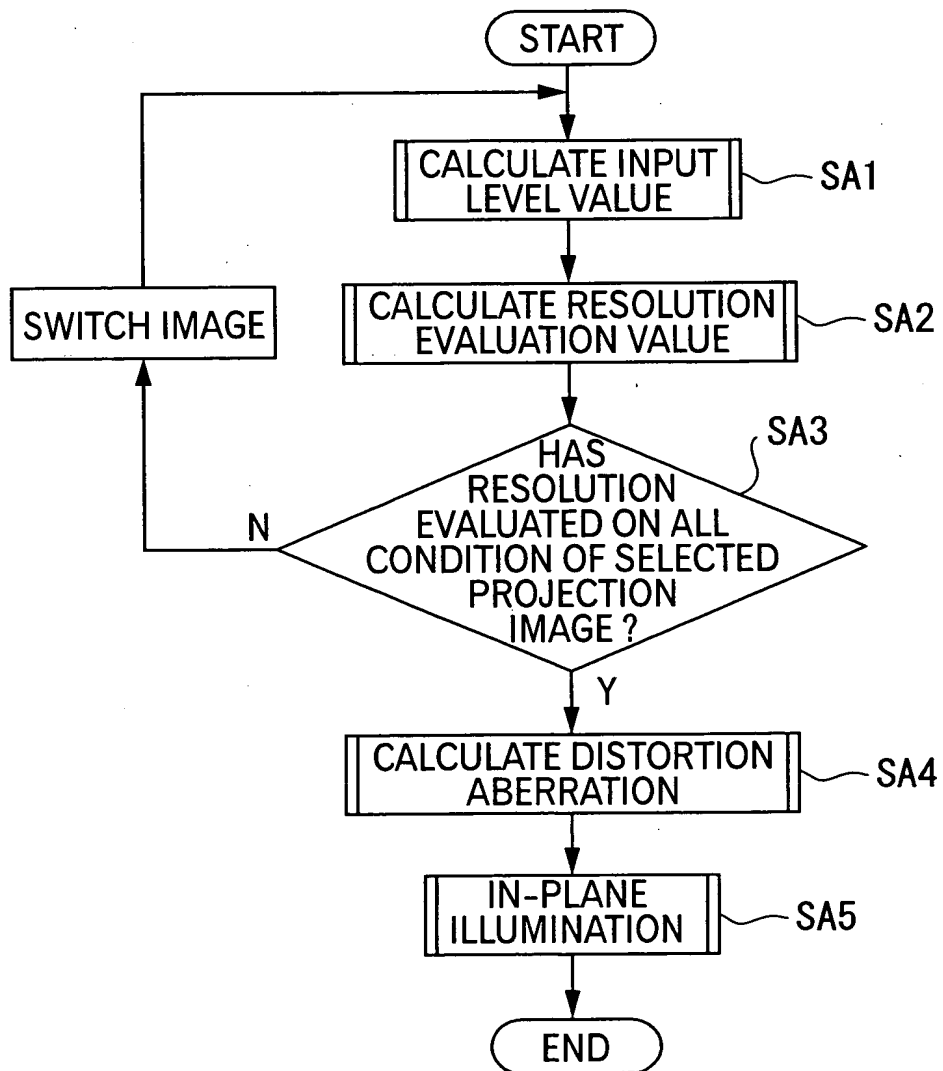 START
CALCULATE INPUT
LEVEL VALUE
SA1
CALCULATE RESOLUTION
EVALUATION VALUE
SA2
SWITCH IMAGE
SA3
HAS
RESOLUTION
EVALUATED ON ALL
CONDITION OF SELECTED
PROJECTION
IMAGE ?
N
Y
CALCULATE DISTORTION
ABERRATION
SA4
IN-PLANE
ILLUMINATION
SA5
END